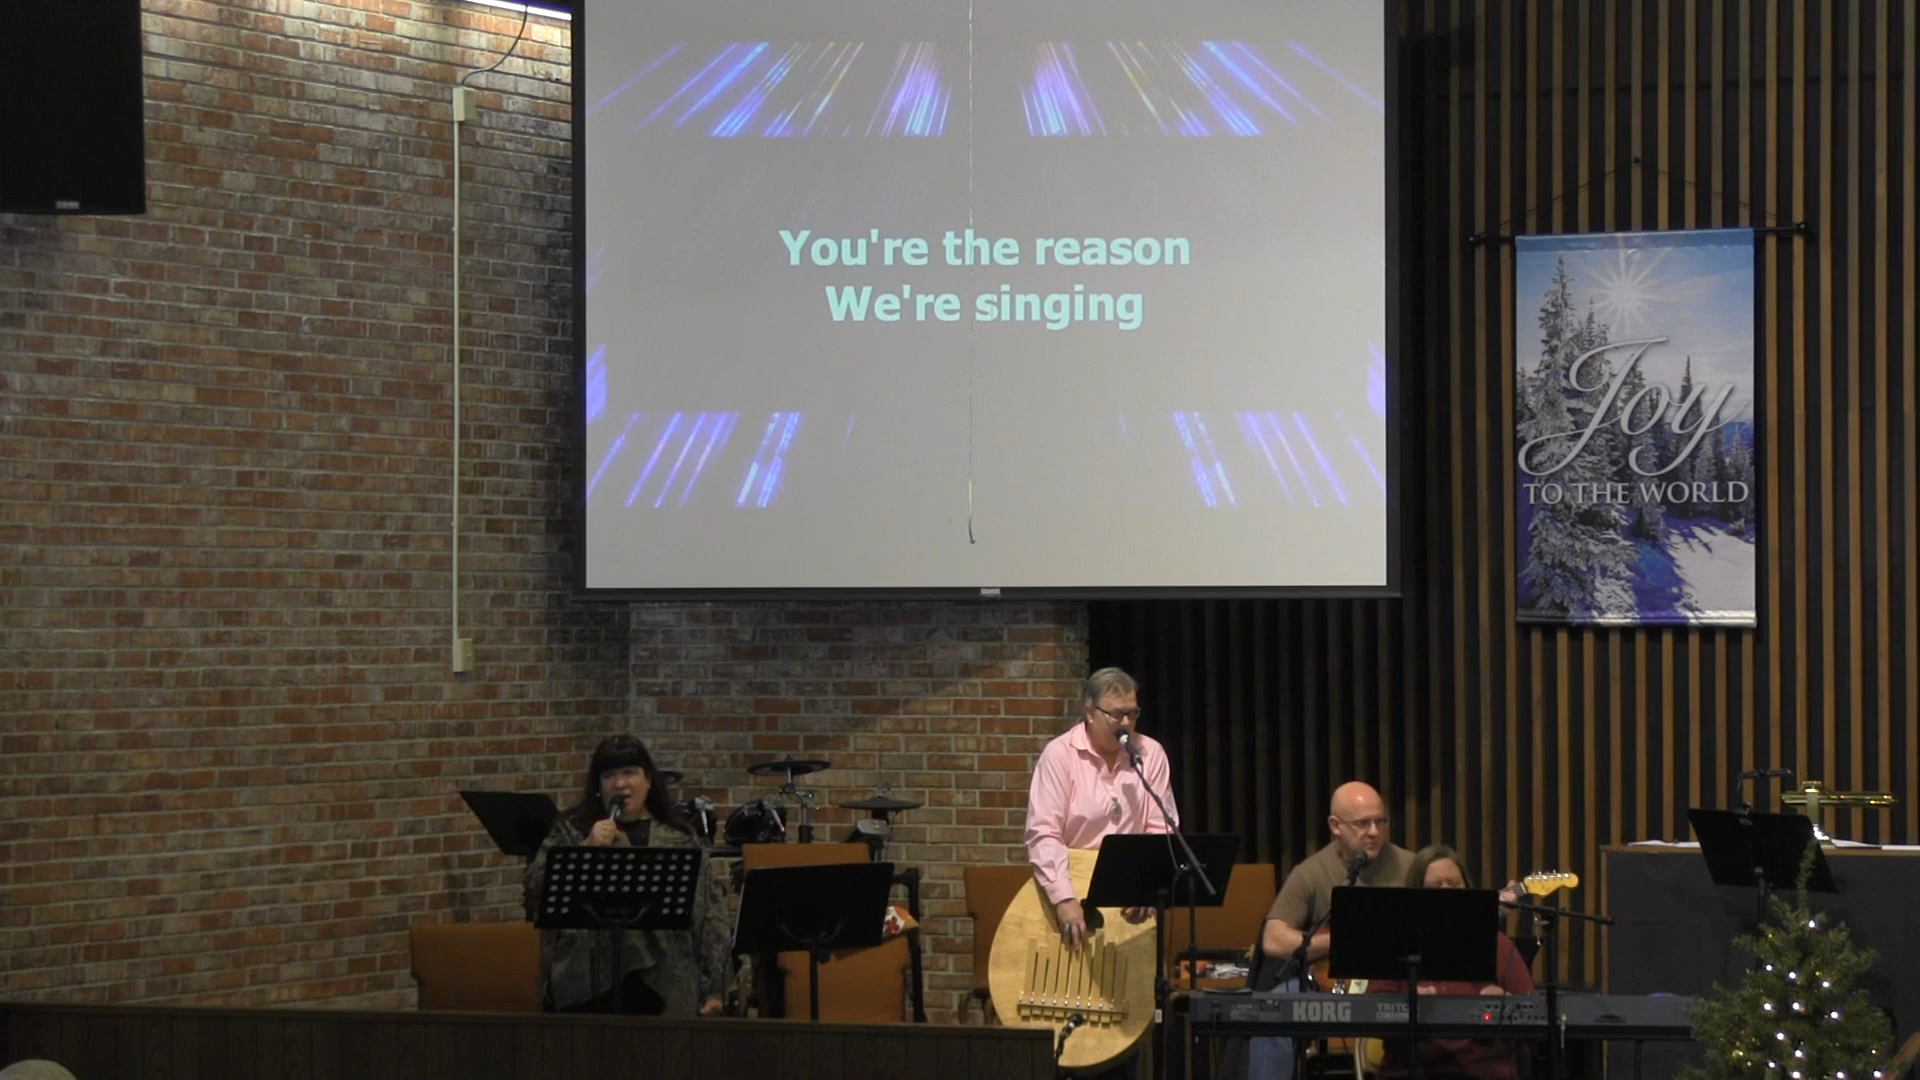 You're the reason
We're singing
Joy
TO THE WORLD
KORG